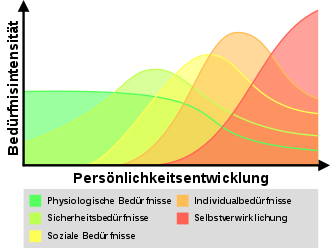 Bedürfnisintensität
Persönlichkeitsentwicklung
Physiologische Bedürfnisse
Individualbedürfnisse
Sicherheitsbedürfnisse
Selbstverwirklichung
Soziale Bedürfnisse